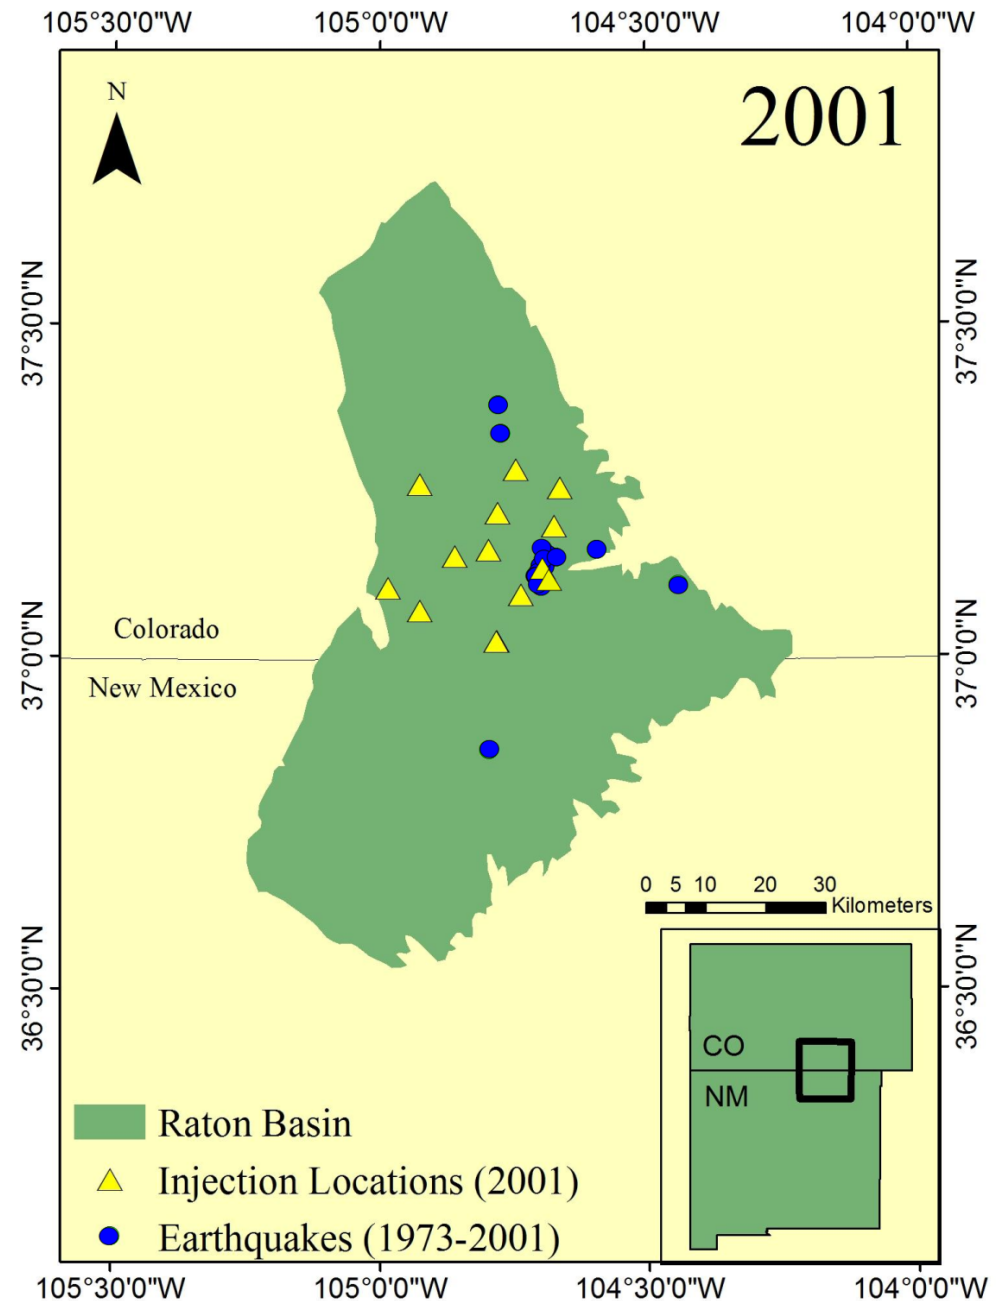 105°30'0"W 105°0'0"W 104°30'0"W 104°0'0"W
N
2001
37°30'0"N
37°30'0"N
Colorado
37°0'0"N
37°0'0"N
New Mexico
0 5 10 20 30
Kilometers
36°30'0"N
36°30'0"N
CO
NM
Raton Basin
Injection Locations (2001)
Earthquakes (1973-2001)
105°30'0"W 105°0'0"W 104°30'0"W 104°0'0"W